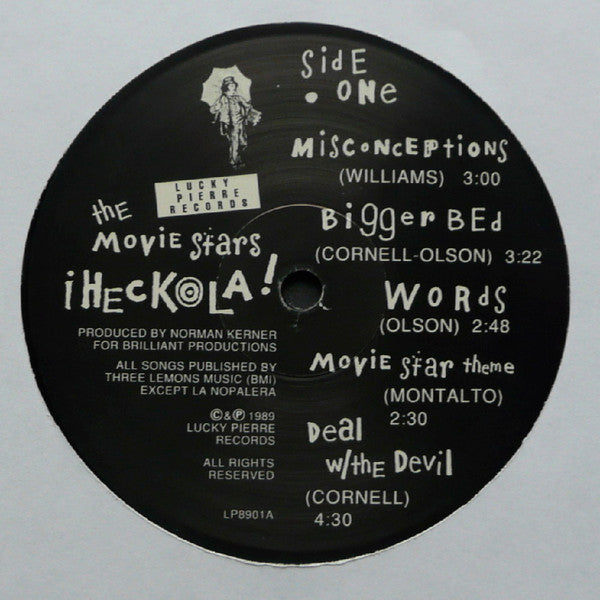 Side
• One
Misconceptions
(WILLIAMS) 3:00
Bigger Bed
(CORNELL-OLSON) 3:22
Words
(OLSON) 2:48
Movie Star Theme
(MONTALTO)
2:30
Deal
w/the Devil
(CORNELL)
4:30
LUCKY
PIERRE
RECORDS
the
Movie Stars
¡HECKOLA!
PRODUCED BY NORMAN KERNER
FOR BRILLIANT PRODUCTIONS
ALL SONGS PUBLISHED BY
THREE LEMONS MUSIC (BMI)
EXCEPT LA NOPALERA
©&℗ 1989
LUCKY PIERRE
RECORDS
ALL RIGHTS
RESERVED
LP8901A